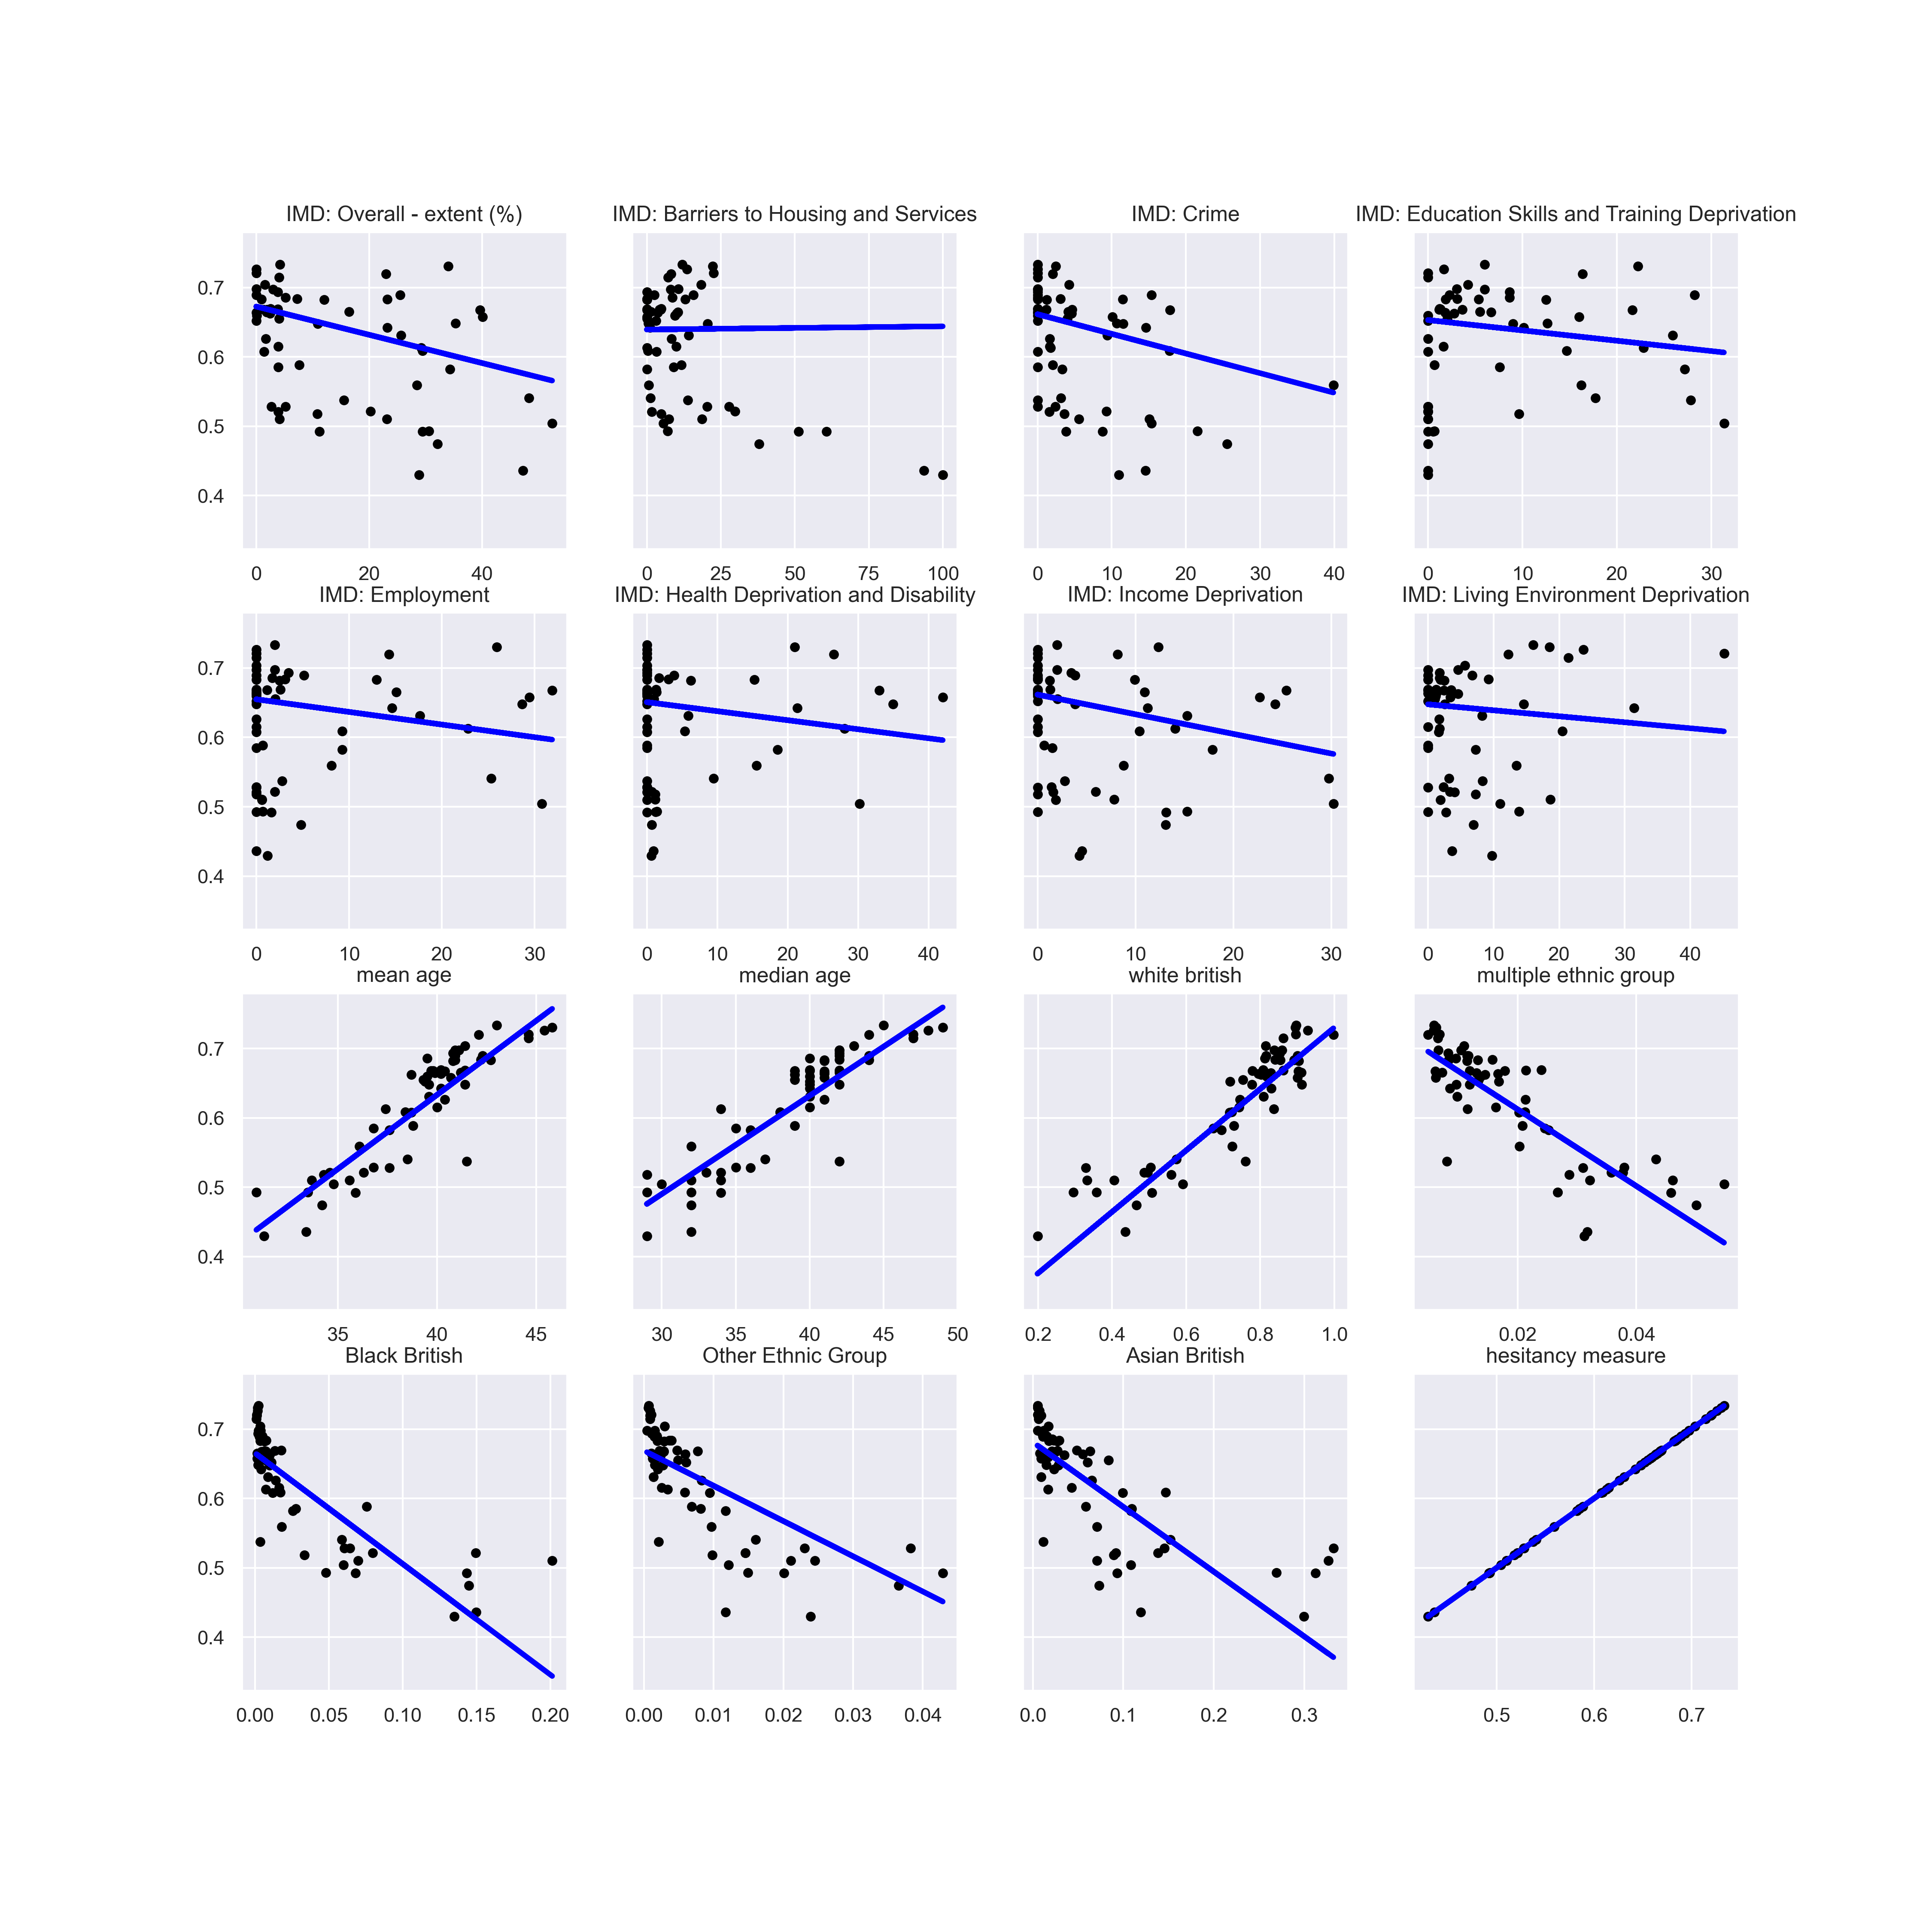 IMD: Overall - extent (%) IMD: Barriers to Housing and Services IMD: Crime IMD: Education Skills and Training Deprivation
0.7
0.6
0.5
0.4
0 20 40 0 25 50 75 100 0 10 20 30 40 0 10 20 30
IMD: Employment IMD: Health Deprivation and Disability IMD: Income Deprivation IMD: Living Environment Deprivation
0.7
0.6
0.5
0.4
0 10 20 30 0 10 20 30 40 0 10 20 30 0 10 20 30 40
mean age median age white british multiple ethnic group
0.7
0.6
0.5
0.4
35 40 45 30 35 40 45 50 0.2 0.4 0.6 0.8 1.0 0.02 0.04
Black British Other Ethnic Group Asian British hesitancy measure
0.7
0.6
0.5
0.4
0.00 0.05 0.10 0.15 0.20 0.00 0.01 0.02 0.03 0.04 0.0 0.1 0.2 0.3 0.5 0.6 0.7